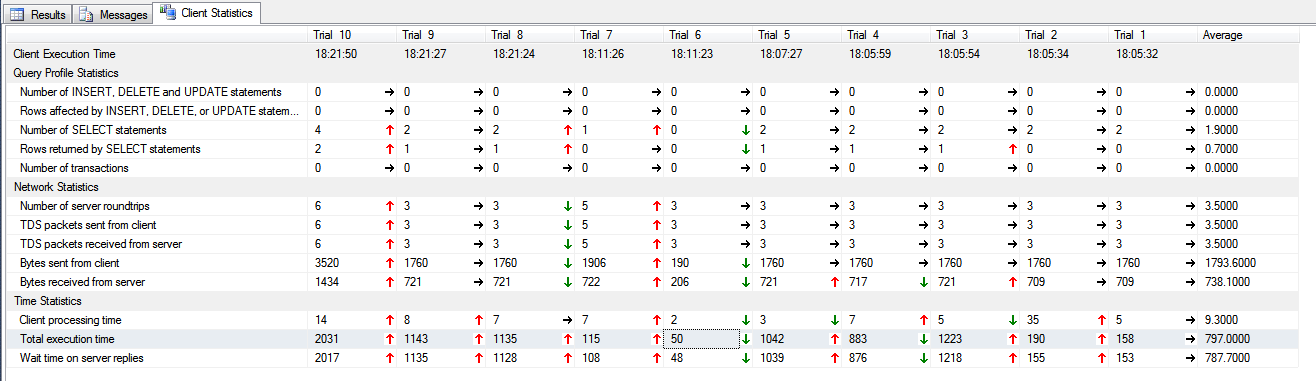 Results Messages Client Statistics
Trial 10 Trial 9 Trial 8 Trial 7 Trial 6 Trial 5 Trial 4 Trial 3 Trial 2 Trial 1 Average
Client Execution Time 18:21:50 18:21:27 18:21:24 18:11:26 18:11:23 18:07:27 18:05:59 18:05:54 18:05:34 18:05:32
Query Profile Statistics
Number of INSERT, DELETE and UPDATE statements 0 → 0 → 0 → 0 → 0 → 0 → 0 → 0 → 0 → 0 → 0.0000
Rows affected by INSERT, DELETE, or UPDATE statem... 0 → 0 → 0 → 0 → 0 → 0 → 0 → 0 → 0 → 0 → 0.0000
Number of SELECT statements 4 ↑ 2 → 2 ↑ 1 ↑ 0 ↓ 2 → 2 → 2 → 2 → 2 → 1.9000
Rows returned by SELECT statements 2 ↑ 1 → 1 ↑ 0 → 0 ↓ 1 → 1 → 1 ↑ 0 → 0 → 0.7000
Number of transactions 0 → 0 → 0 → 0 → 0 → 0 → 0 → 0 → 0 → 0 → 0.0000
Network Statistics
Number of server roundtrips 6 ↑ 3 → 3 ↓ 5 ↑ 3 → 3 → 3 → 3 → 3 → 3 → 3.5000
TDS packets sent from client 6 ↑ 3 → 3 ↓ 5 ↑ 3 → 3 → 3 → 3 → 3 → 3 → 3.5000
TDS packets received from server 6 ↑ 3 → 3 ↓ 5 ↑ 3 → 3 → 3 → 3 → 3 → 3 → 3.5000
Bytes sent from client 3520 ↑ 1760 → 1760 ↓ 1906 ↑ 190 ↓ 1760 → 1760 → 1760 → 1760 → 1760 → 1793.6000
Bytes received from server 1434 ↑ 721 → 721 ↓ 722 ↑ 206 ↓ 721 ↑ 717 ↓ 721 ↑ 709 → 709 → 738.1000
Time Statistics
Client processing time 14 ↑ 8 ↑ 7 → 7 ↑ 2 ↓ 3 ↓ 7 ↑ 5 ↓ 35 ↑ 5 → 9.3000
Total execution time 2031 ↑ 1143 ↑ 1135 ↑ 115 ↑ 50 ↓ 1042 ↑ 883 ↓ 1223 ↑ 190 ↑ 158 → 797.0000
Wait time on server replies 2017 ↑ 1135 ↑ 1128 ↑ 108 ↑ 48 ↓ 1039 ↑ 876 ↓ 1218 ↑ 155 ↑ 153 → 787.7000